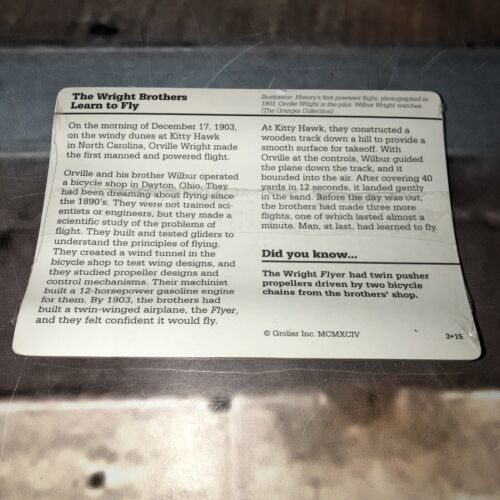 The Wright Brothers
Learn to Fly
On the morning of December 17, 1903,
on the windy dunes at Kitty Hawk
in North Carolina, Orville Wright made
the first manned and powered flight.
Orville and his brother Wilbur operated
a bicycle shop in Dayton, Ohio. They
had been dreaming about flying since
the 1890's. They were not trained sci-
entists or engineers, but they made a
scientific study of the problems of
flight. They built and tested gliders to
understand the principles of flying.
They created a wind tunnel in the
bicycle shop to test wing designs, and
they studied propeller designs and
control mechanisms. Their machinist
built a 12-horsepower gasoline engine
for them. By 1903, the brothers had
built a twin-winged airplane, the Flyer,
and they felt confident it would fly.
Illustration: History's first powered flight, photographed in
1903. Orville Wright is the pilot. Wilbur Wright watches.
(The Granger Collection)
At Kitty Hawk, they constructed a
wooden track down a hill to provide a
smooth surface for takeoff. With
Orville at the controls, Wilbur guided
the plane down the track, and it
bounded into the air. After covering 40
yards in 12 seconds, it landed gently
in the sand. Before the day was out,
the brothers had made three more
flights, one of which lasted almost a
minute. Man, at last, had learned to fly.
Did you know...
The Wright Flyer had twin pusher
propellers driven by two bicycle
chains from the brothers' shop.
© Grolier Inc. MCMXCIV
3•15